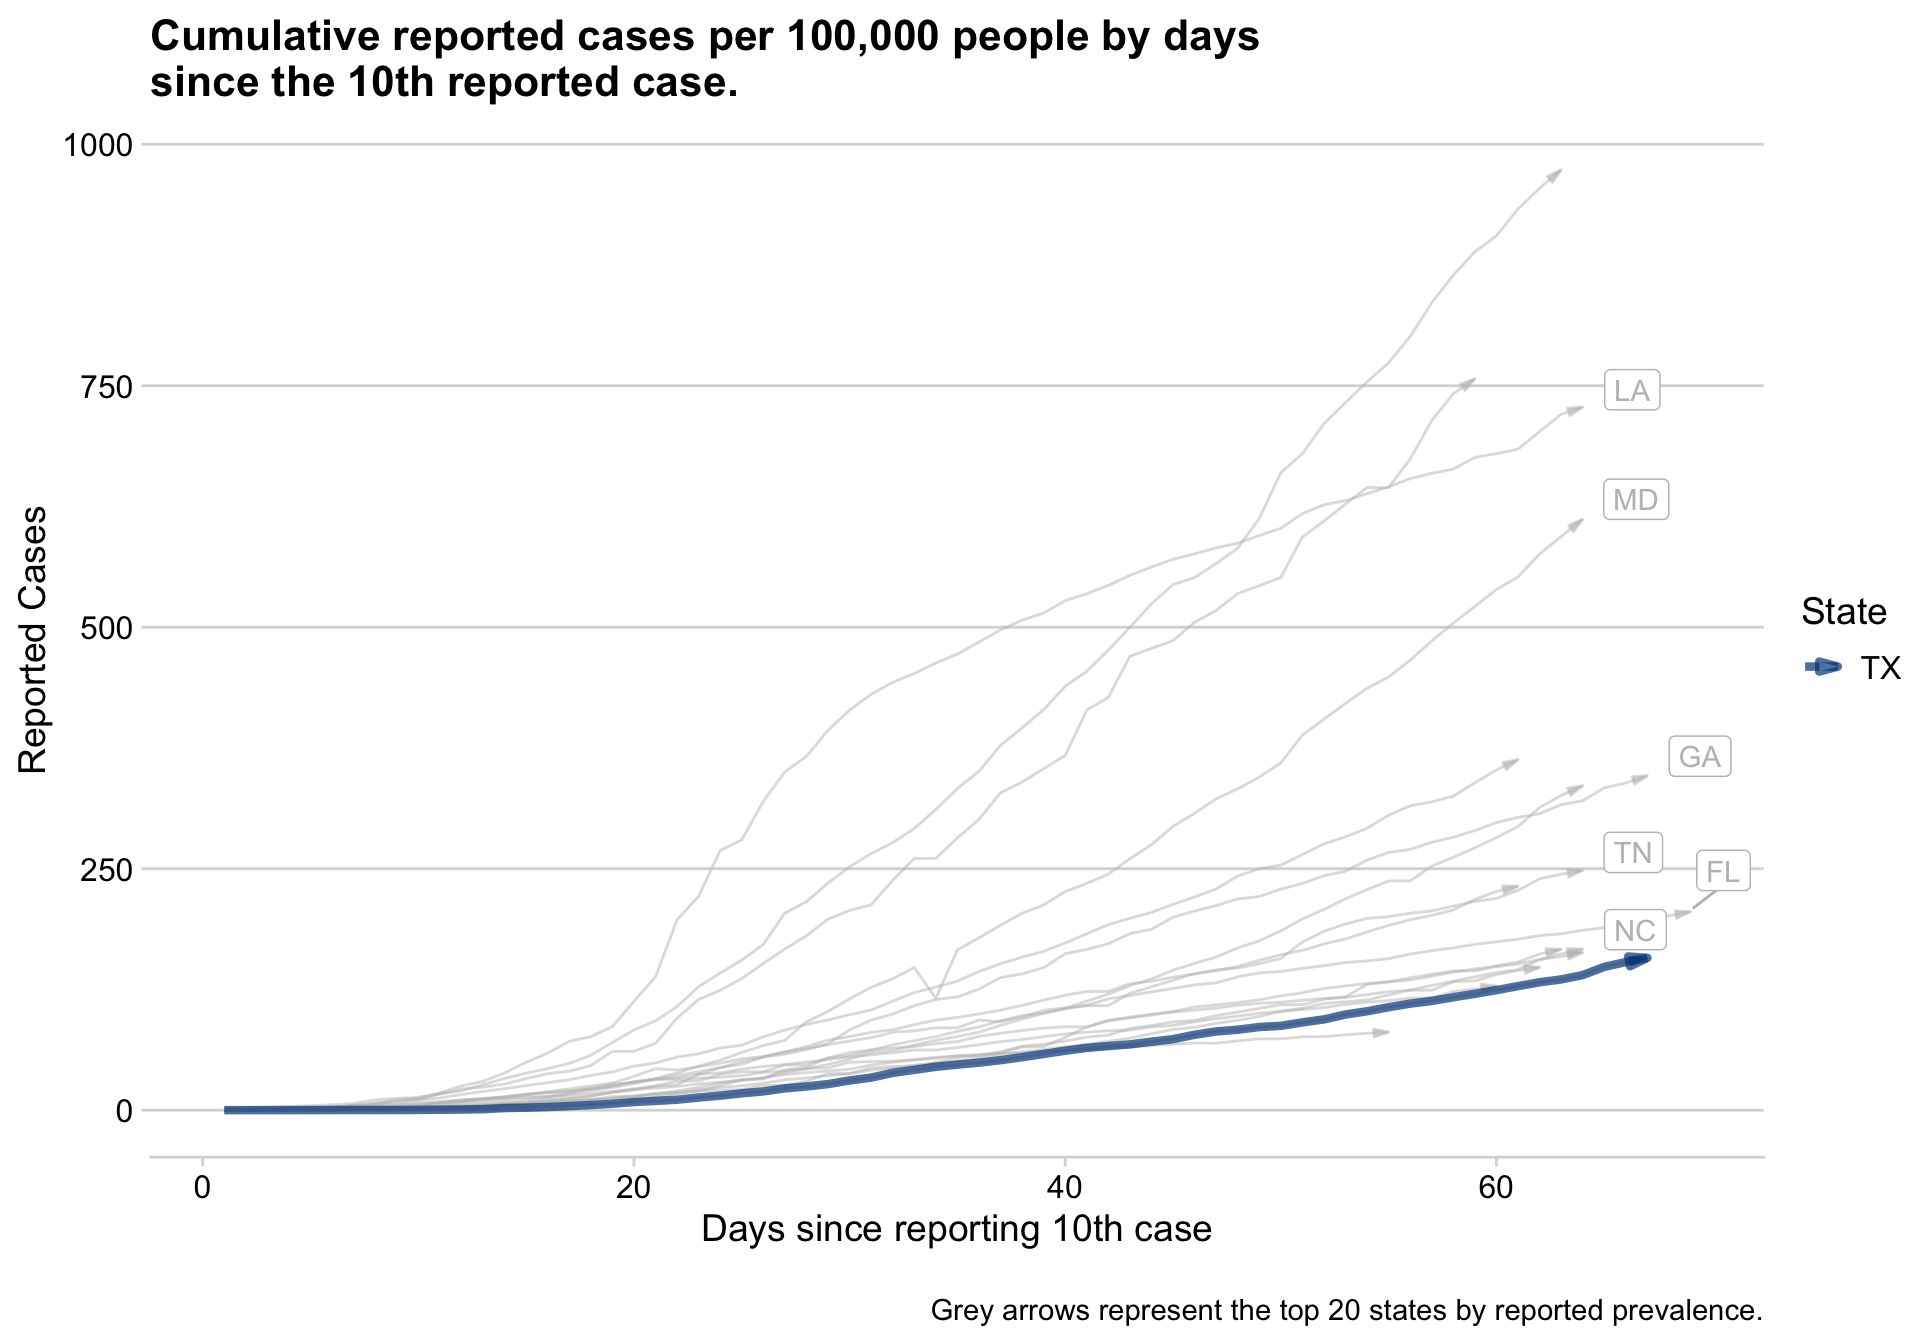 Cumulative reported cases per 100,000 people by days
since the 10th reported case.
1000
750
500
250
0
Reported Cases
LA
MD
GA
TN
FL
NC
State
TX
0 20 40 60
Days since reporting 10th case
Grey arrows represent the top 20 states by reported prevalence.